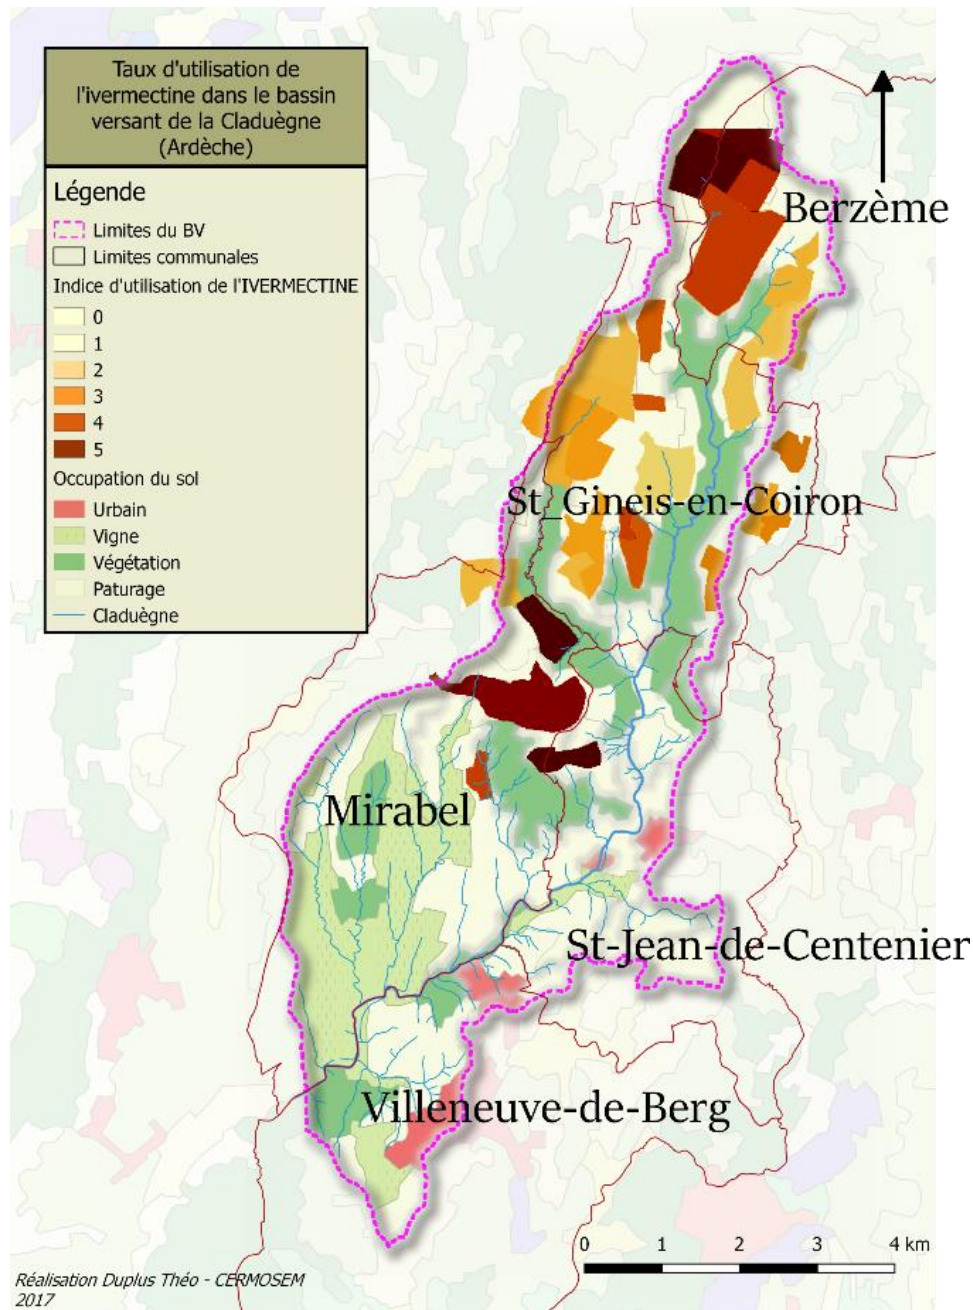 Taux d'utilisation de
l'ivermectine dans le bassin
versant de la Claduègne
(Ardèche)
Légende
Limites du BV
Limites communales
Indice d'utilisation de l'IVERMECTINE
0
1
2
3
4
5
Occupation du sol
Urbain
Vigne
Végétation
Paturage
Claduègne
Berzème
St_Gineis-en-Coiron
Mirabel
St-Jean-de-Centenier
Villeneuve-de-Berg
0 1 2 3 4 km
Réalisation Duplus Théo - CERMOSEM
2017